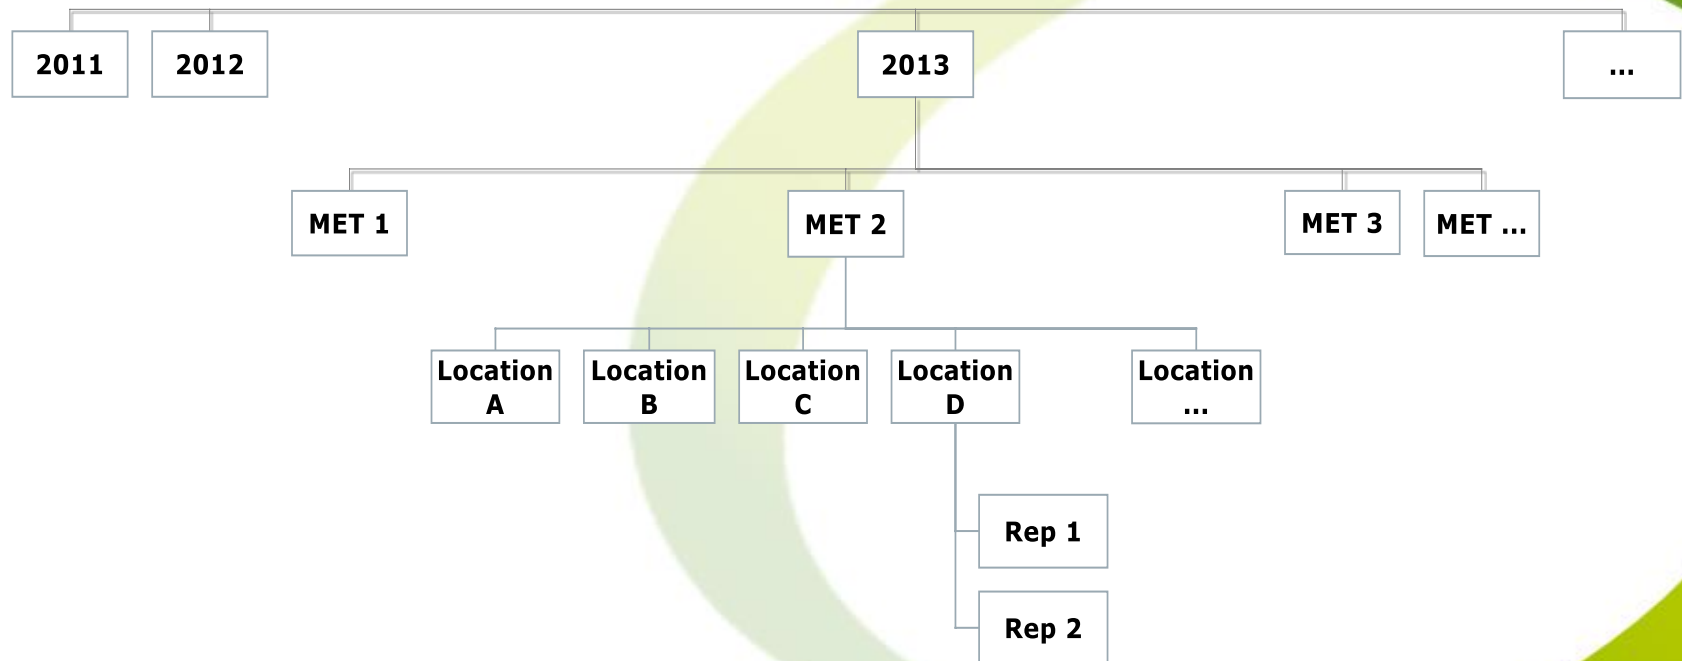 2011
2012
2013
...
MET 1
MET 2
MET 3
MET ...
Location
A
Location
B
Location
C
Location
D
Location
...
Rep 1
Rep 2